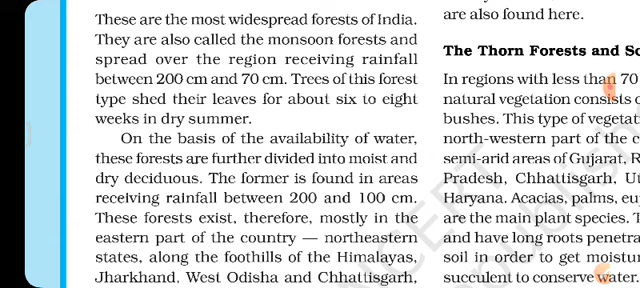 These are the most widespread forests of India.
They are also called the monsoon forests and
spread over the region receiving rainfall
between 200 cm and 70 cm. Trees of this forest
type shed their leaves for about six to eight
weeks in dry summer.
On the basis of the availability of water,
these forests are further divided into moist and
dry deciduous. The former is found in areas
receiving rainfall between 200 and 100 cm.
These forests exist, therefore, mostly in the
eastern part of the country — northeastern
states, along the foothills of the Himalayas,
Jharkhand, West Odisha and Chhattisgarh,
are also found here.
The Thorn Forests and
In regions with less than 70
natural vegetation consists
bushes. This type of
north-western part of the
semi-arid areas of Gujarat,
Pradesh, Chhattisgarh,
Haryana. Acacias, palms,
are the main plant species.
and have long roots
soil in order to get
succulent to conserve water.